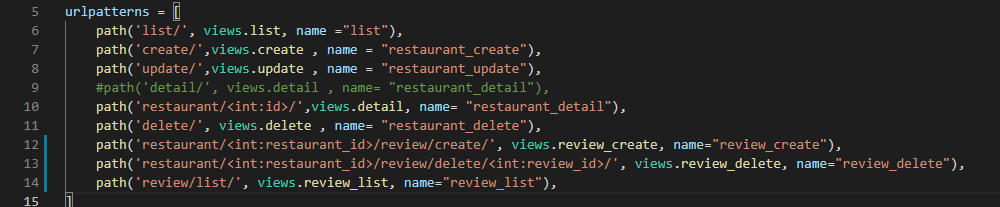 5 urlpatterns = [
6 path('list/', views.list, name ="list"),
7 path('create/',views.create , name = "restaurant_create"),
8 path('update/',views.update , name = "restaurant_update"),
9 #path('detail/', views.detail , name= "restaurant_detail"),
10 path('restaurant/<int:id>/',views.detail, name= "restaurant_detail"),
11 path('delete/', views.delete , name= "restaurant_delete"),
12 path('restaurant/<int:restaurant_id>/review/create/', views.review_create, name="review_create"),
13 path('restaurant/<int:restaurant_id>/review/delete/<int:review_id>/', views.review_delete, name="review_delete"),
14 path('review/list/', views.review_list, name="review_list"),
15 ]